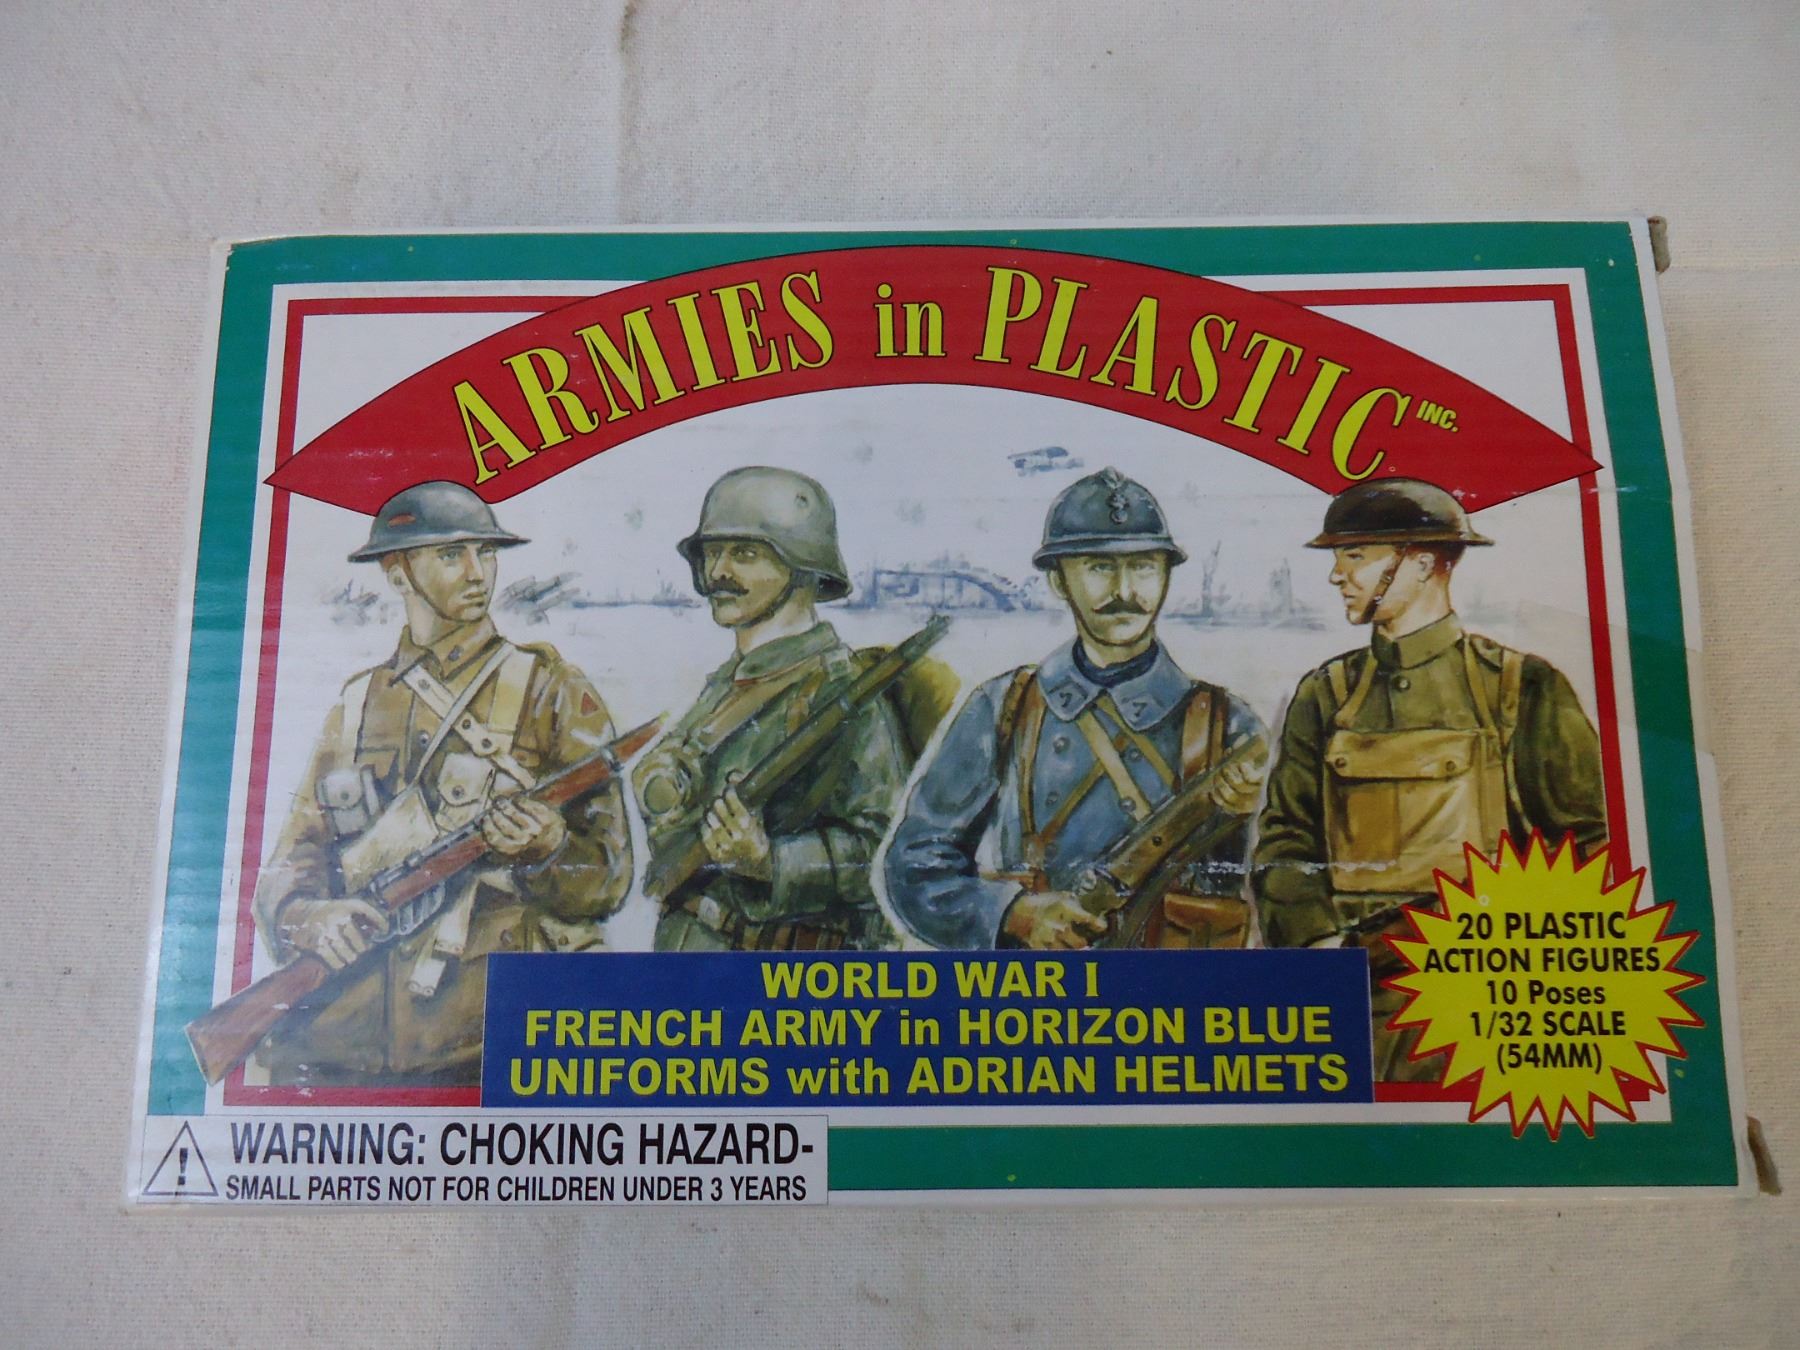 ARMIES in PLASTIC INC.
20 PLASTIC
ACTION FIGURES
10 Poses
1/32 SCALE
(54MM)
WORLD WAR I
FRENCH ARMY in HORIZON BLUE
UNIFORMS with ADRIAN HELMETS
WARNING: CHOKING HAZARD-
SMALL PARTS NOT FOR CHILDREN UNDER 3 YEARS